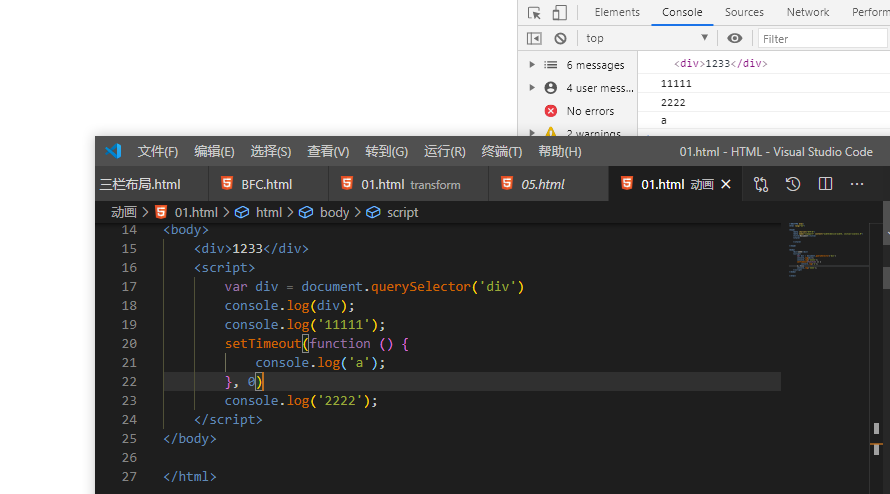 Elements Console Sources Network Perform
top Filter
6 messages
<div>1233</div>
4 user mess...
11111
No errors
2222
2 warnings
a
文件(F) 编辑(E) 选择(S) 查看(V) 转到(G) 运行(R) 终端(T) 帮助(H) 01.html - HTML - Visual Studio Code
三栏布局.html BFC.html 01.html transform 05.html 01.html 动画
动画 > 01.html > html > body > script
14 <body>
15 <div>1233</div>
16 <script>
17 var div = document.querySelector('div')
18 console.log(div);
19 console.log('11111');
20 setTimeout(function () {
21 console.log('a');
22 }, 0)
23 console.log('2222');
24 </script>
25 </body>
26
27 </html>